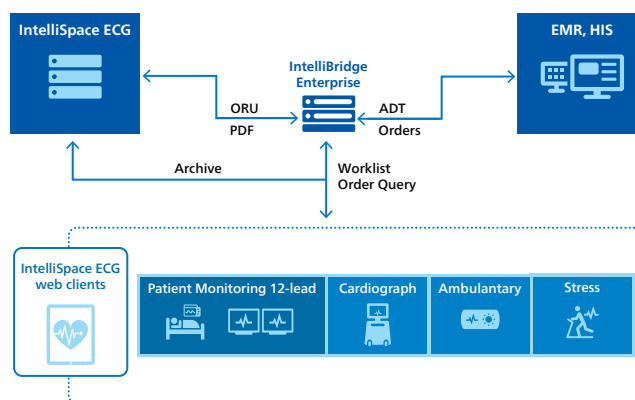 IntelliSpace ECG
EMR, HIS
IntelliBridge
Enterprise
ORU
PDF
ADT
Orders
Archive
Worklist
Order Query
IntelliSpace ECG
web clients
Patient Monitoring 12-lead
Cardiograph
Ambulantary
Stress